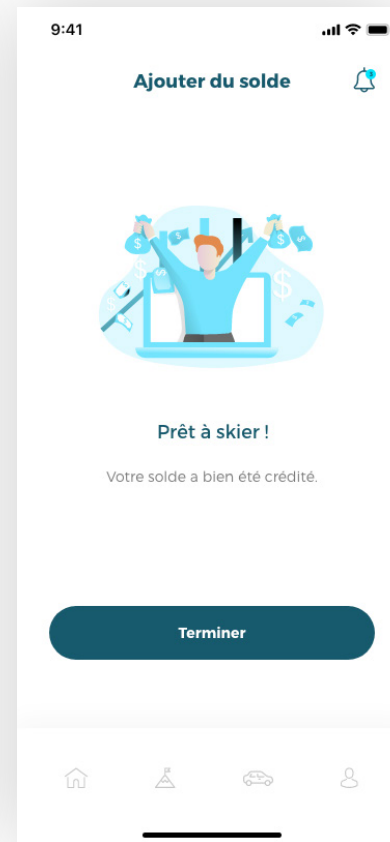 9:41
Ajouter du solde
Prêt à skier !
Votre solde a bien été crédité.
Terminer